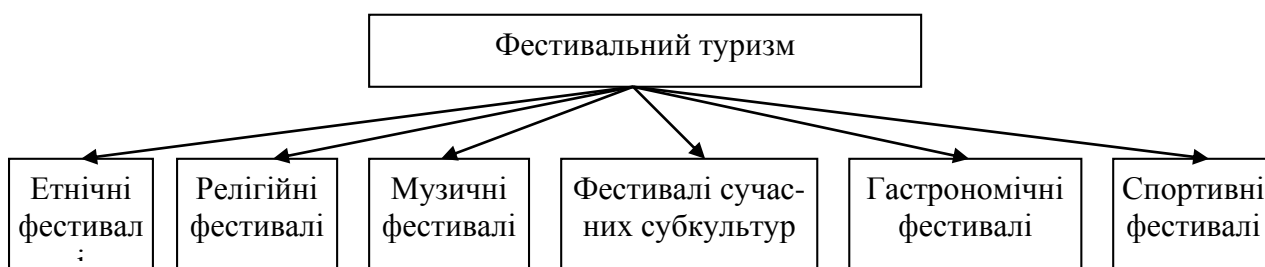 Фестивальний туризм
Етнічні
фестивал
і
Релігійні
фестивалі
Музичні
фестивалі
Фестивалі сучас-
них субкультур
Гастрономічні
фестивалі
Спортивні
фестивалі